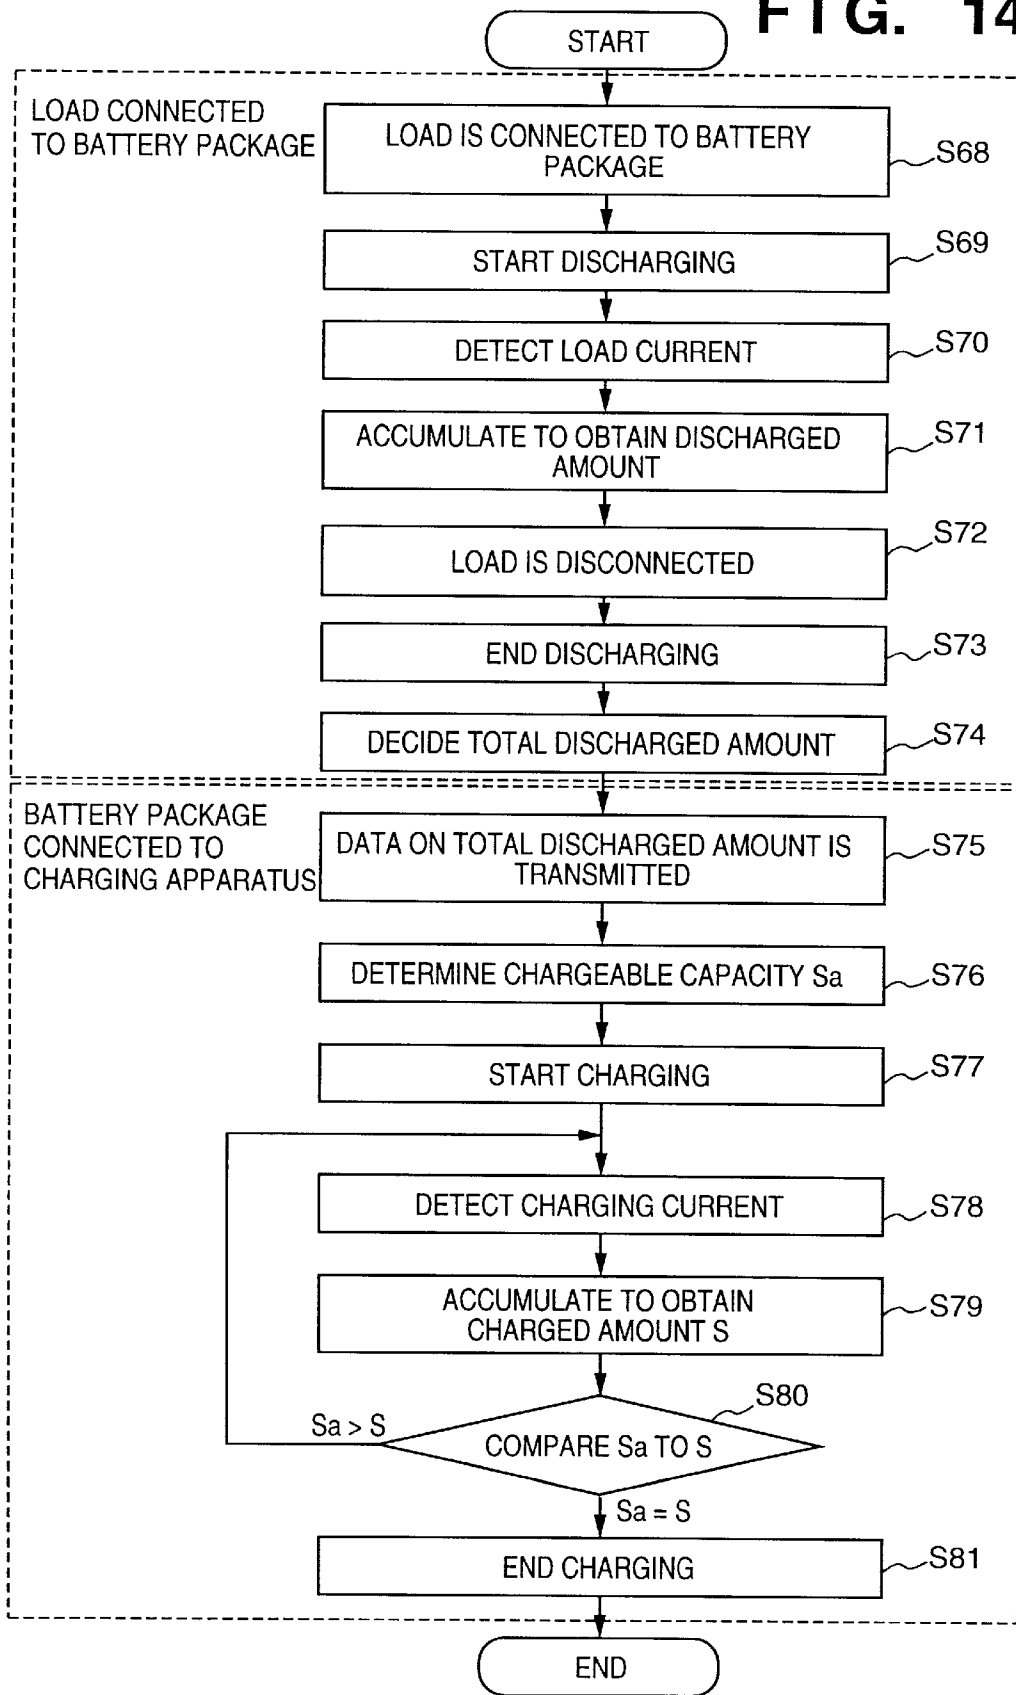 FIG. 14
START
LOAD CONNECTED
TO BATTERY PACKAGE
LOAD IS CONNECTED TO BATTERY
PACKAGE
S68
START DISCHARGING
S69
DETECT LOAD CURRENT
S70
ACCUMULATE TO OBTAIN DISCHARGED
AMOUNT
S71
LOAD IS DISCONNECTED
S72
END DISCHARGING
S73
DECIDE TOTAL DISCHARGED AMOUNT
S74
BATTERY PACKAGE
CONNECTED TO
CHARGING APPARATUS
DATA ON TOTAL DISCHARGED AMOUNT IS
TRANSMITTED
S75
DETERMINE CHARGEABLE CAPACITY Sa
S76
START CHARGING
S77
DETECT CHARGING CURRENT
S78
ACCUMULATE TO OBTAIN
CHARGED AMOUNT S
S79
S80
Sa > S
COMPARE Sa TO S
Sa = S
END CHARGING
S81
END